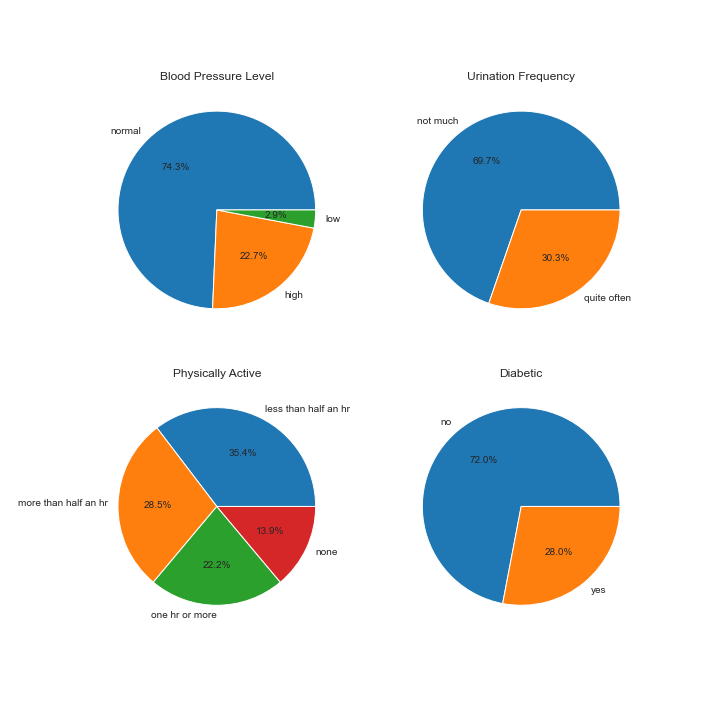 Blood Pressure Level
normal
74.3%
2.9%
low
22.7%
high
Urination Frequency
not much
69.7%
30.3%
quite often
Physically Active
less than half an hr
35.4%
more than half an hr
28.5%
13.9%
none
22.2%
one hr or more
Diabetic
no
72.0%
28.0%
yes